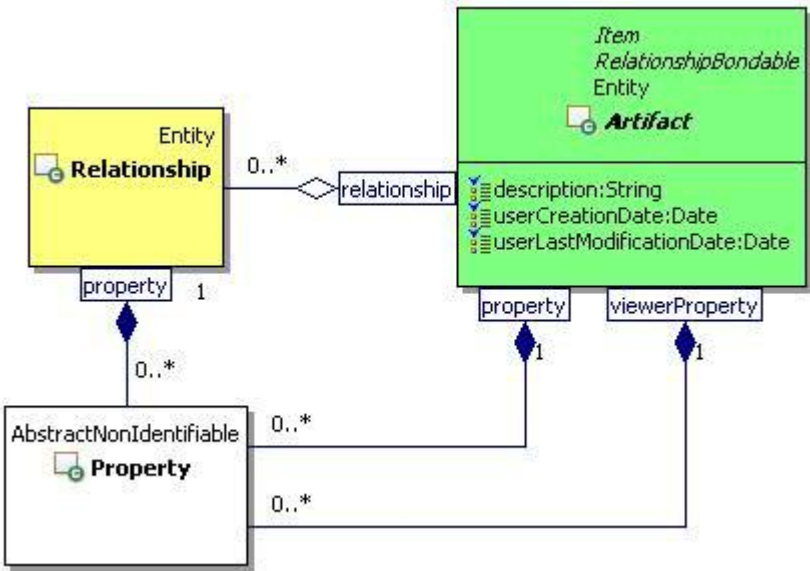 Item
RelationshipBondable
Entity
Artifact
description:String
userCreationDate:Date
userLastModificationDate:Date
Entity
Relationship
0..*
relationship
property
1
0..*
property
1
viewerProperty
1
AbstractNonIdentifiable
Property
0..*
0..*